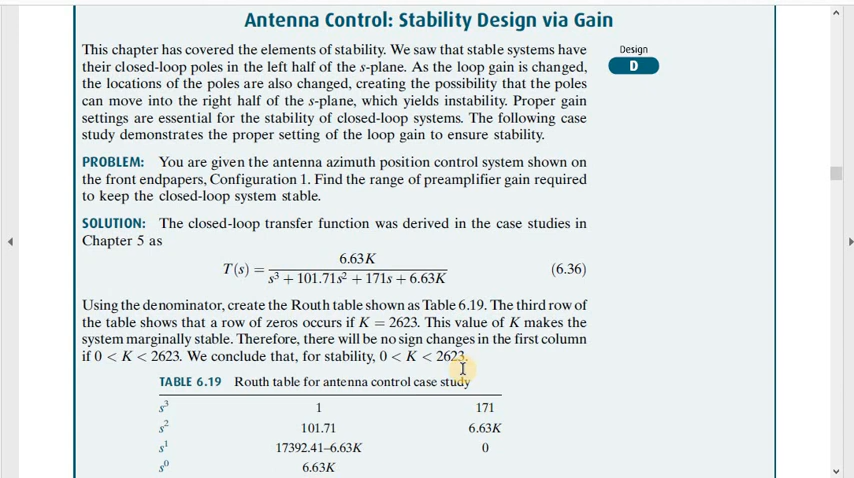 Antenna Control: Stability Design via Gain
This chapter has covered the elements of stability. We saw that stable systems have
their closed-loop poles in the left half of the s-plane. As the loop gain is changed,
the locations of the poles are also changed, creating the possibility that the poles
can move into the right half of the s-plane, which yields instability. Proper gain
settings are essential for the stability of closed-loop systems. The following case
study demonstrates the proper setting of the loop gain to ensure stability.
Design
D
PROBLEM: You are given the antenna azimuth position control system shown on
the front endpapers, Configuration 1. Find the range of preamplifier gain required
to keep the closed-loop system stable.
SOLUTION: The closed-loop transfer function was derived in the case studies in
Chapter 5 as
T(s) = 6.63K / (s³ + 101.71s² + 171s + 6.63K) (6.36)
Using the denominator, create the Routh table shown as Table 6.19. The third row of
the table shows that a row of zeros occurs if K = 2623. This value of K makes the
system marginally stable. Therefore, there will be no sign changes in the first column
if 0 < K < 2623. We conclude that, for stability, 0 < K < 2623.
TABLE 6.19 Routh table for antenna control case study
s³ 1 171
s² 101.71 6.63K
s¹ 17392.41–6.63K 0
s⁰ 6.63K